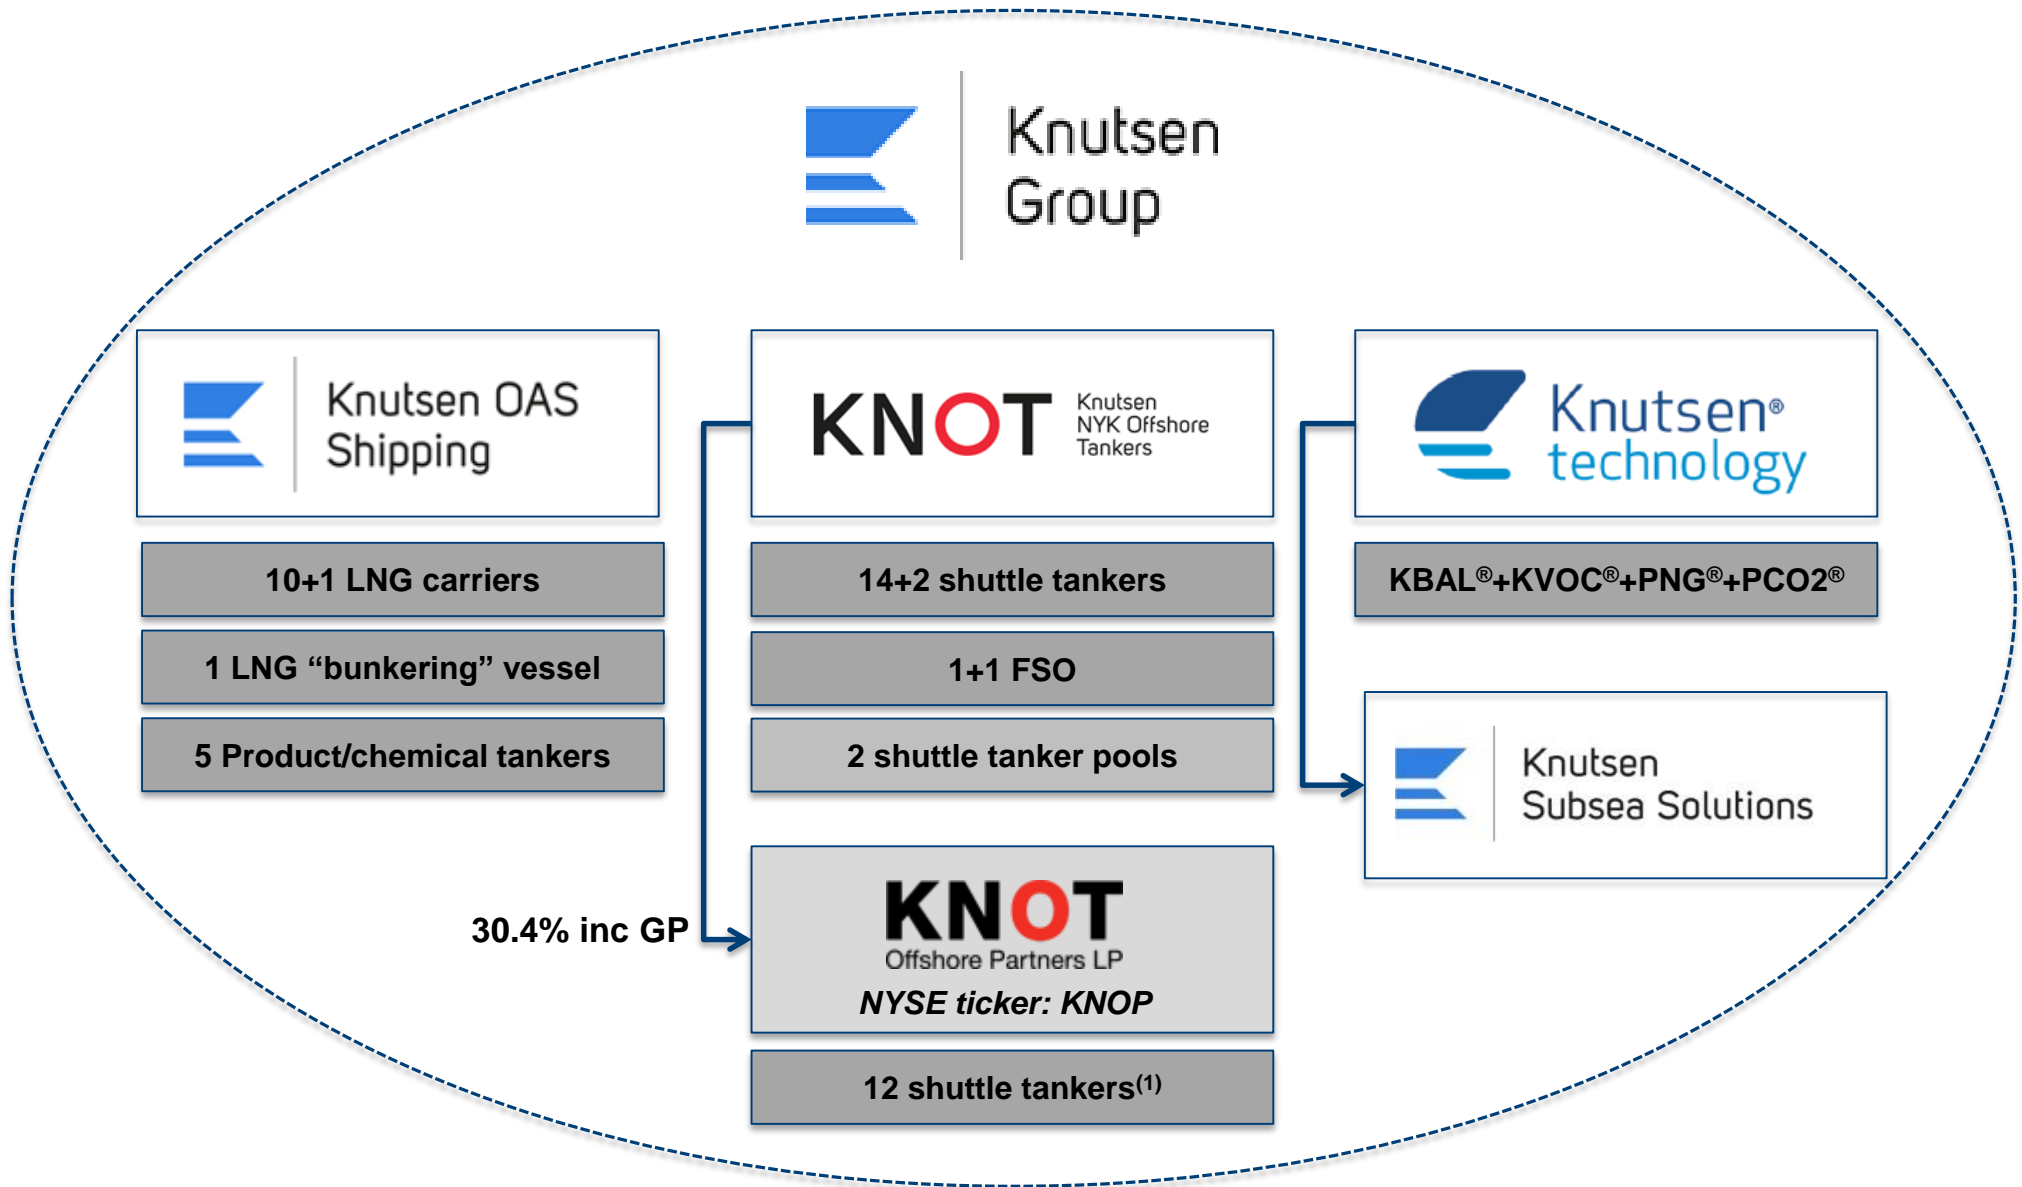 Knutsen
Group
Knutsen OAS
Shipping
10+1 LNG carriers
1 LNG “bunkering” vessel
5 Product/chemical tankers
KNOT
Knutsen
NYK Offshore
Tankers
14+2 shuttle tankers
1+1 FSO
2 shuttle tanker pools
30.4% inc GP
KNOT
Offshore Partners LP
NYSE ticker: KNOP
12 shuttle tankers(1)
Knutsen®
technology
KBAL®+KVOC®+PNG®+PCO2®
Knutsen
Subsea Solutions